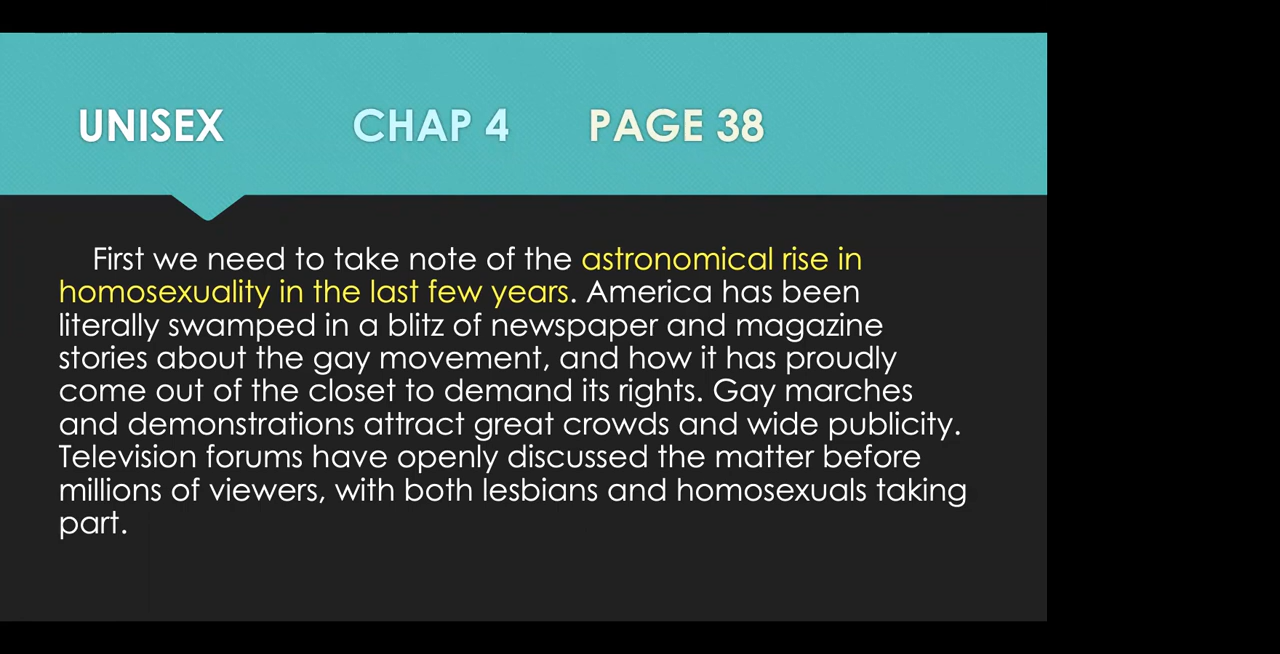 UNISEX CHAP 4 PAGE 38
First we need to take note of the astronomical rise in
homosexuality in the last few years. America has been
literally swamped in a blitz of newspaper and magazine
stories about the gay movement, and how it has proudly
come out of the closet to demand its rights. Gay marches
and demonstrations attract great crowds and wide publicity.
Television forums have openly discussed the matter before
millions of viewers, with both lesbians and homosexuals taking
part.